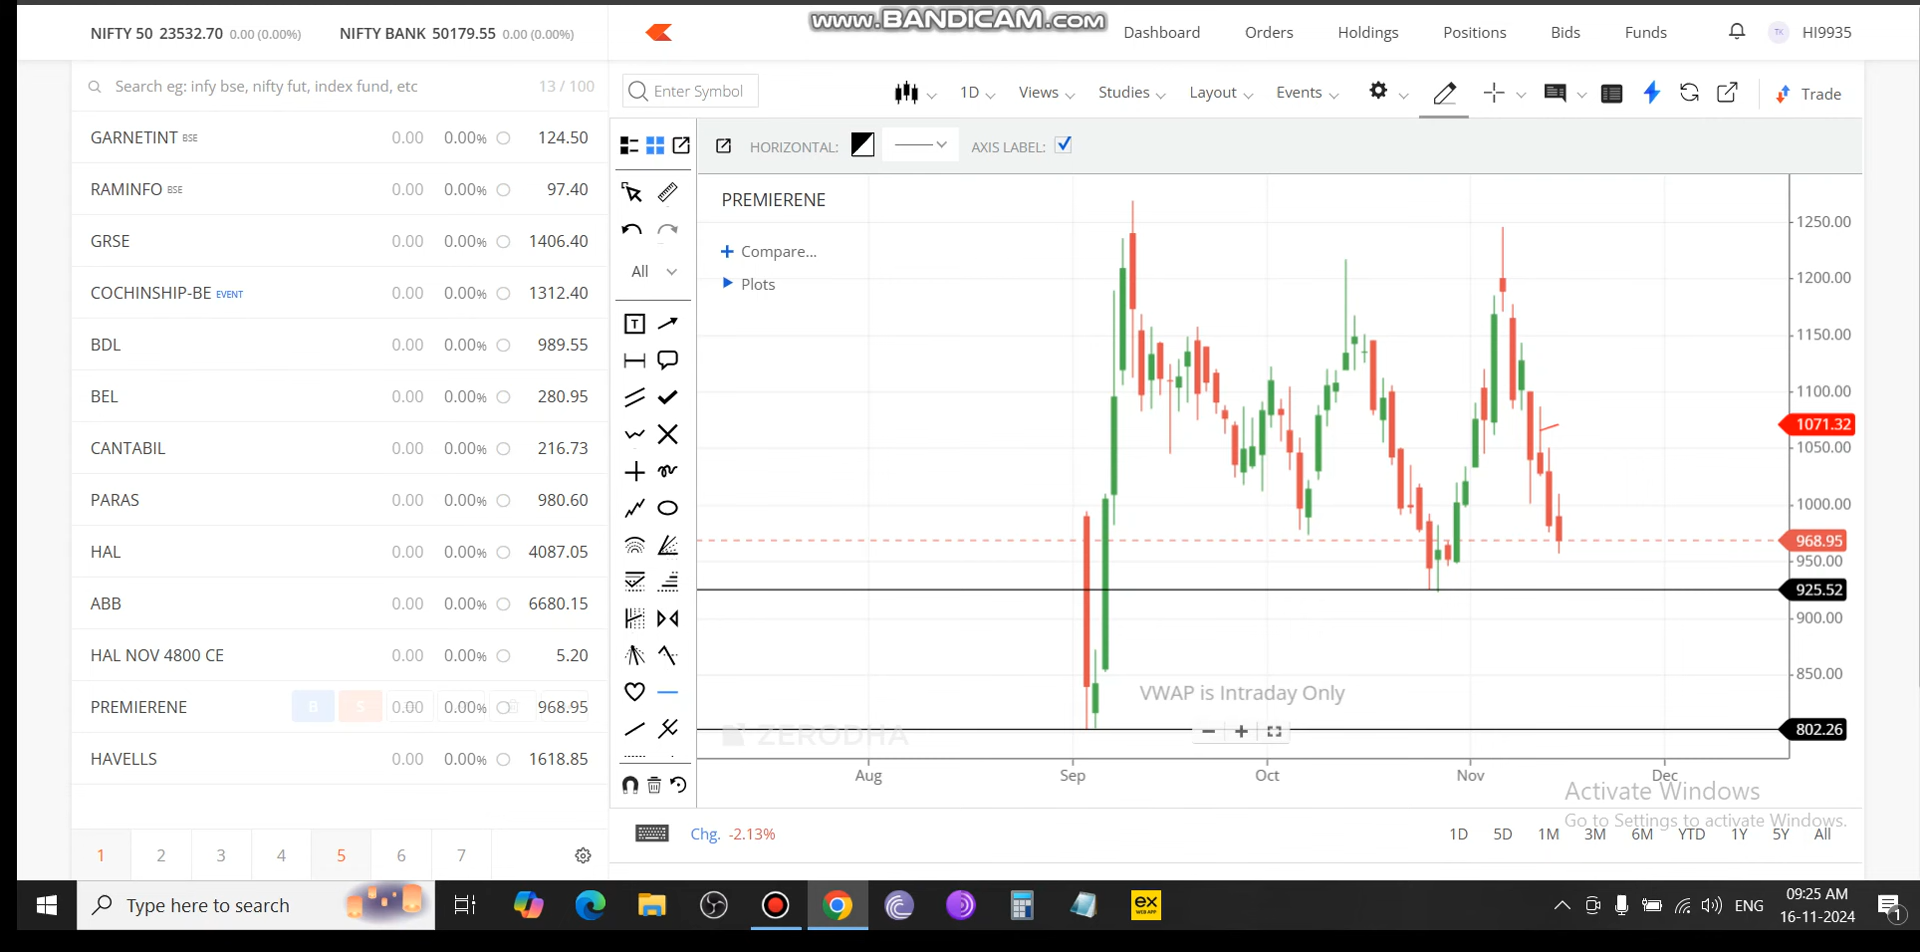 NIFTY 50 23532.70 0.00 (0.00%) NIFTY BANK 50179.55 0.00 (0.00%)
www.BANDICAM.com
Dashboard Orders Holdings Positions Bids Funds TK HI9935
Search eg: infy bse, nifty fut, index fund, etc 13 / 100
Enter Symbol 1D Views Studies Layout Events Trade
HORIZONTAL: AXIS LABEL:
GARNETINT BSE 0.00 0.00% 124.50
RAMINFO BSE 0.00 0.00% 97.40
GRSE 0.00 0.00% 1406.40
COCHINSHIP-BE EVENT 0.00 0.00% 1312.40
BDL 0.00 0.00% 989.55
BEL 0.00 0.00% 280.95
CANTABIL 0.00 0.00% 216.73
PARAS 0.00 0.00% 980.60
HAL 0.00 0.00% 4087.05
ABB 0.00 0.00% 6680.15
HAL NOV 4800 CE 0.00 0.00% 5.20
PREMIERENE B S 0.00 0.00% 968.95
HAVELLS 0.00 0.00% 1618.85
1 2 3 4 5 6 7
All
T
PREMIERENE
Compare...
Plots
1250.00
1200.00
1150.00
1100.00
1071.32
1050.00
1000.00
968.95
950.00
925.52
900.00
850.00
802.26
VWAP is Intraday Only
ZERODHA
Aug Sep Oct Nov Dec
Activate Windows
Go to Settings to activate Windows.
Chg. -2.13%
1D 5D 1M 3M 6M YTD 1Y 5Y All
Type here to search
ex
WEB APP
ENG
09:25 AM
16-11-2024
1